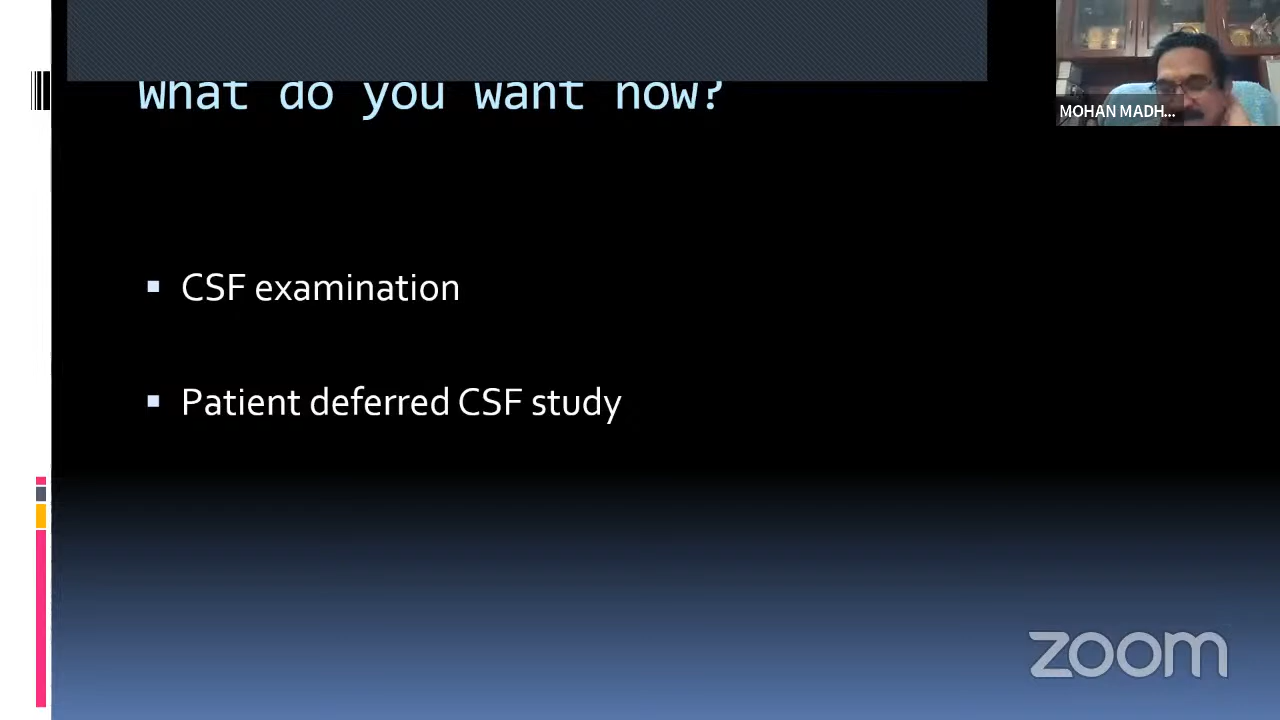 What do you want now?
MOHAN MADH...
CSF examination
Patient deferred CSF study
zoom